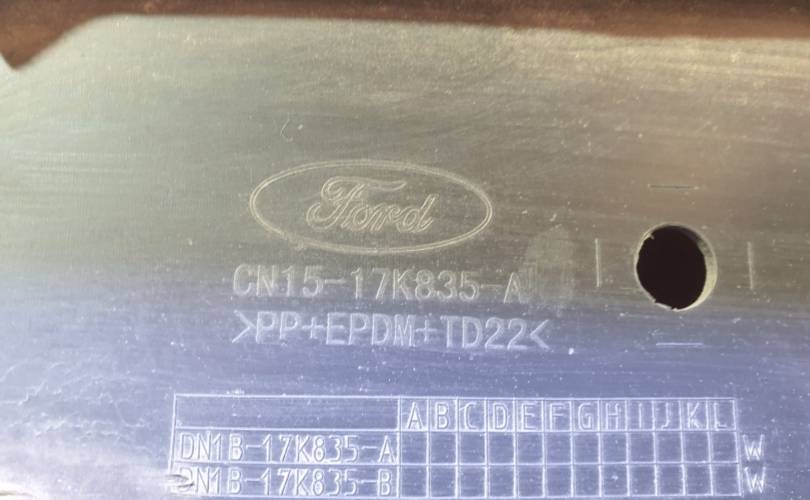 Ford
CN15-17K835-A
>PP+EPDM+TD22<
A B C D E F G H I J K L
DN1B-17K835-A W
DN1B-17K835-B W